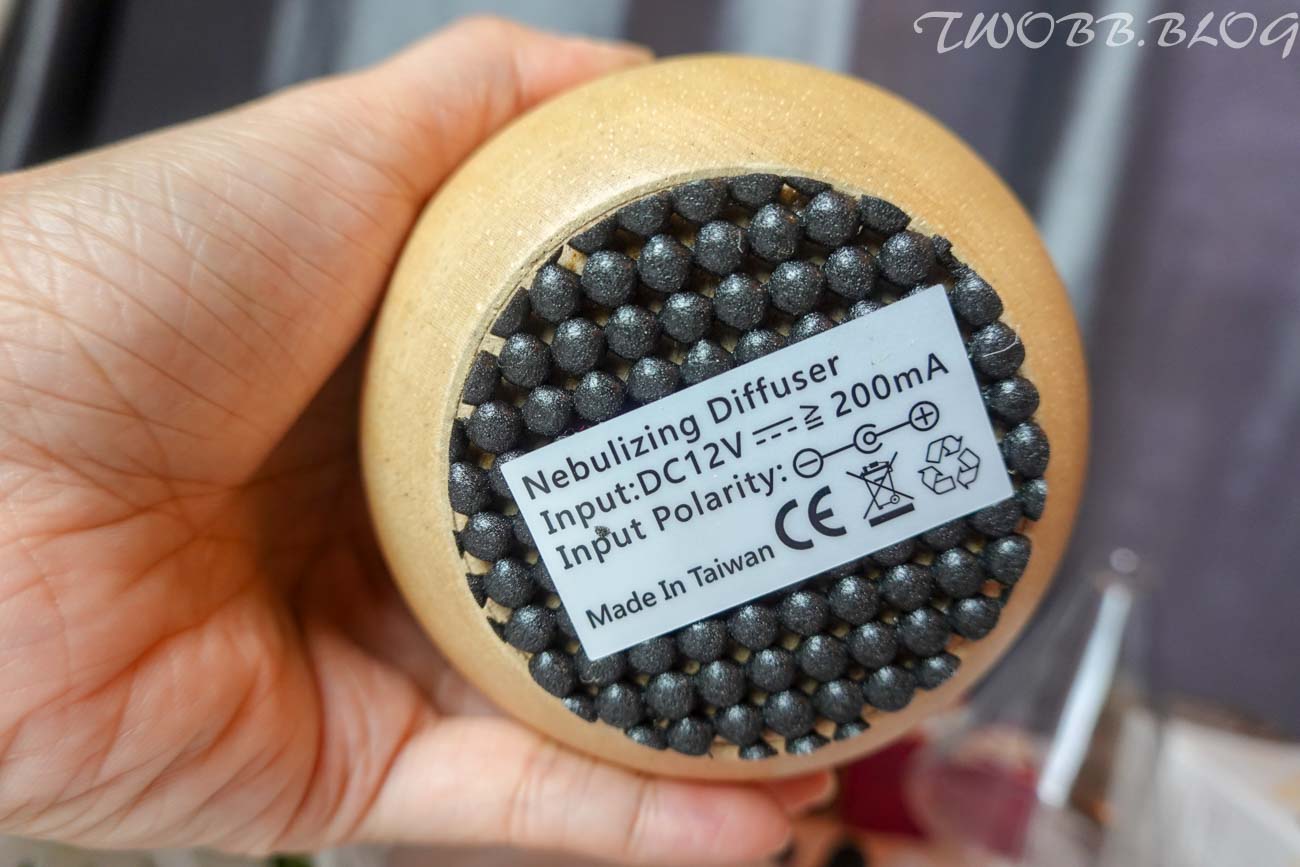 TWOBB.BLOG
Nebulizing Diffuser
Input:DC12V ⎓ ≧ 200mA
Input Polarity:
Made In Taiwan CE